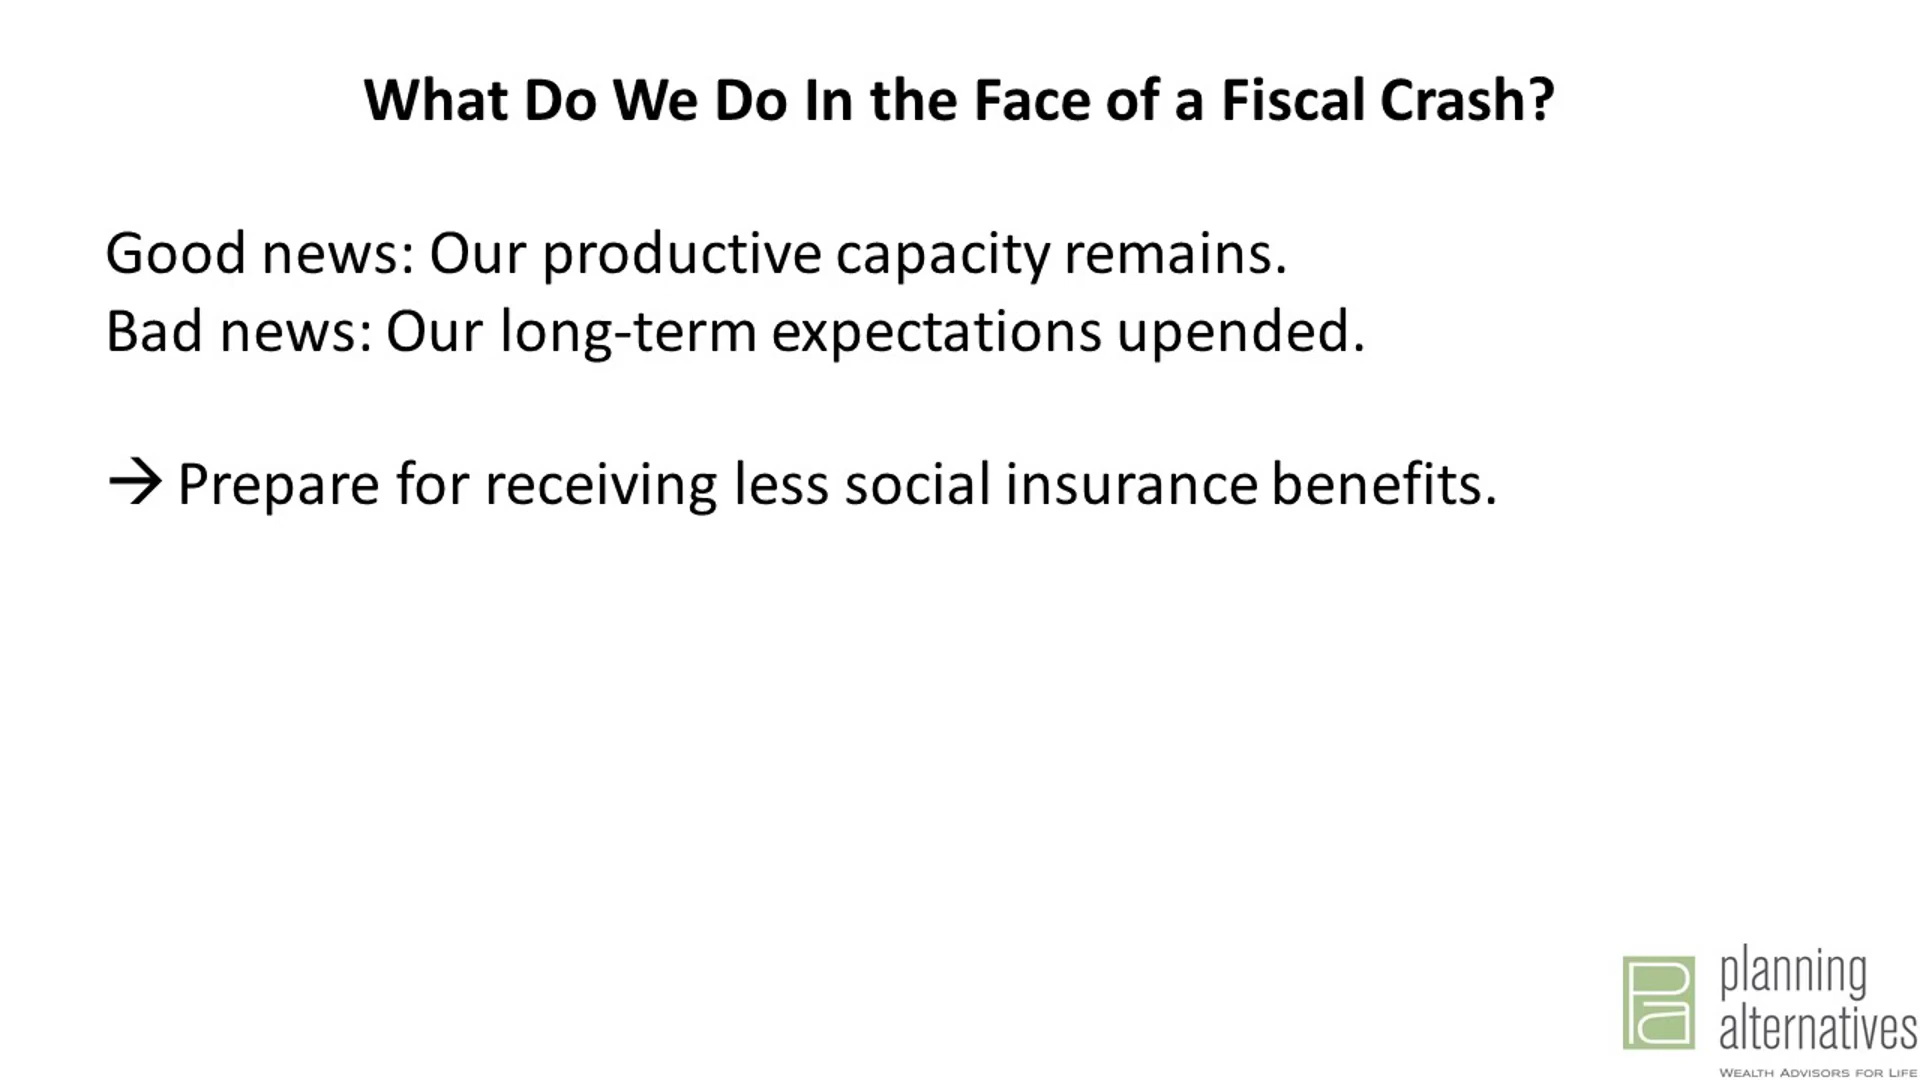 What Do We Do In the Face of a Fiscal Crash?
Good news: Our productive capacity remains.
Bad news: Our long-term expectations upended.
→ Prepare for receiving less social insurance benefits.
Pa
planning
alternatives
WEALTH ADVISORS FOR LIFE